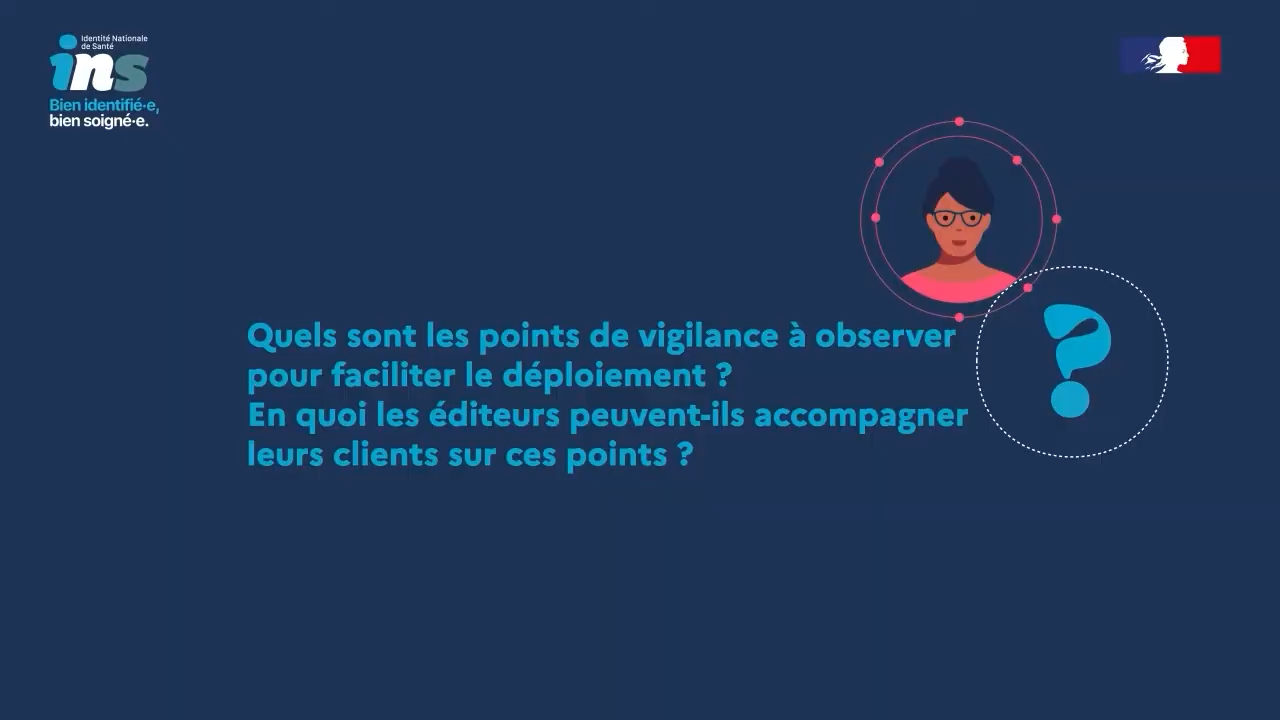 Identité Nationale
de Santé
ins
Bien identifié·e,
bien soigné·e.
Quels sont les points de vigilance à observer
pour faciliter le déploiement ?
En quoi les éditeurs peuvent-ils accompagner
leurs clients sur ces points ?
?